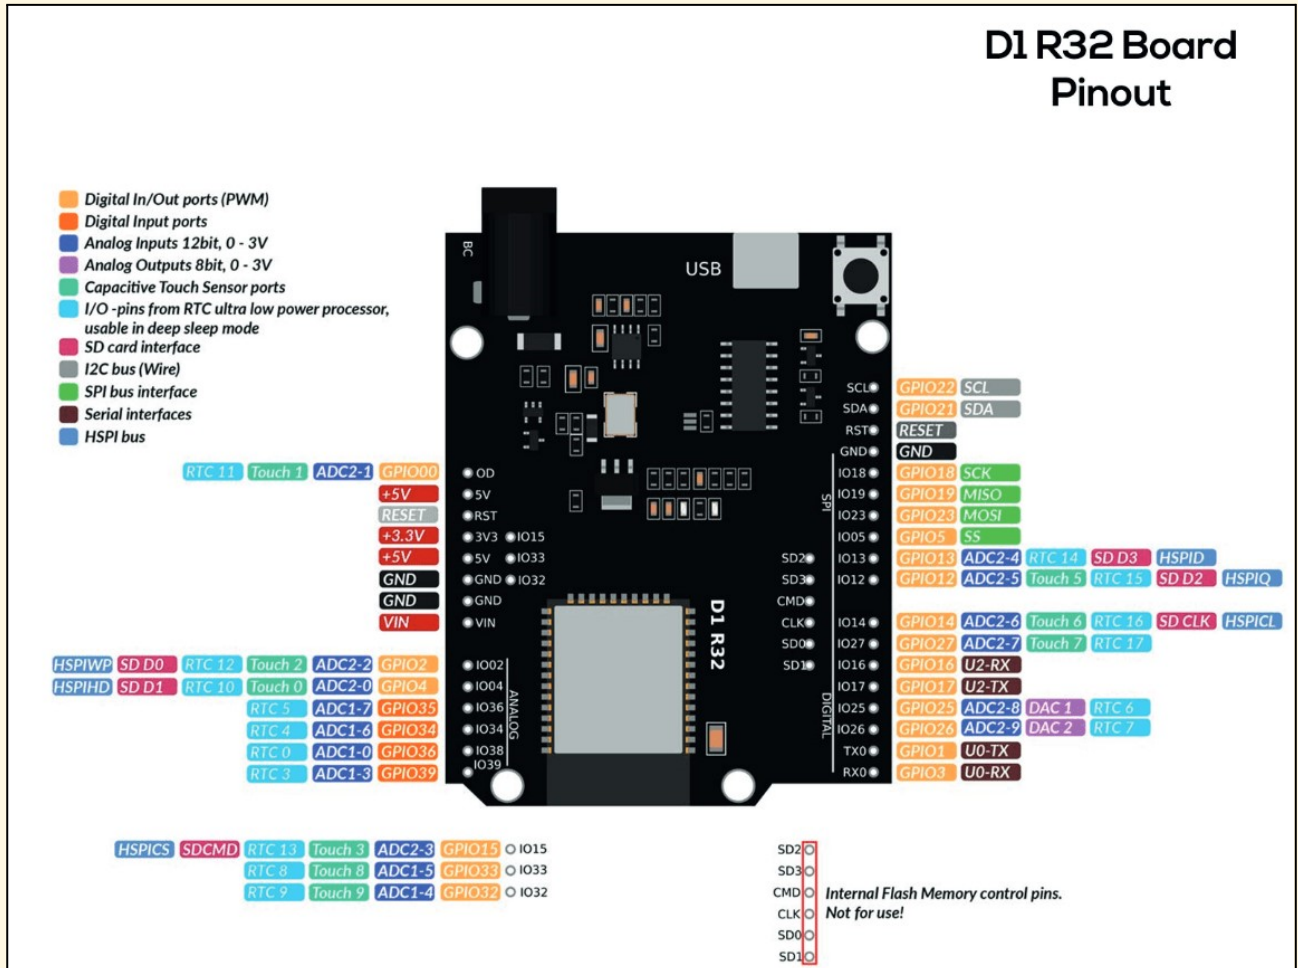 D1 R32 Board
Pinout
Digital In/Out ports (PWM)
Digital Input ports
Analog Inputs 12bit, 0 - 3V
Analog Outputs 8bit, 0 - 3V
Capacitive Touch Sensor ports
I/O -pins from RTC ultra low power processor,
usable in deep sleep mode
SD card interface
I2C bus (Wire)
SPI bus interface
Serial interfaces
HSPI bus
RTC 11 Touch 1 ADC2-1 GPIO00
+5V
RESET
+3.3V
+5V
GND
GND
VIN
HSPIWP SD D0 RTC 12 Touch 2 ADC2-2 GPIO2
HSPIHD SD D1 RTC 10 Touch 0 ADC2-0 GPIO4
RTC 5 ADC1-7 GPIO35
RTC 4 ADC1-6 GPIO34
RTC 0 ADC1-0 GPIO36
RTC 3 ADC1-3 GPIO39
BC
USB
OD
5V
RST
3V3 IO15
5V IO33
GND IO32
GND
VIN
IO02
IO04
IO36
IO34
IO38
IO39
ANALOG
D1 R32
SD2
SD3
CMD
CLK
SD0
SD1
SPI
DIGITAL
SCL GPIO22 SCL
SDA GPIO21 SDA
RST RESET
GND GND
IO18 GPIO18 SCK
IO19 GPIO19 MISO
IO23 GPIO23 MOSI
IO05 GPIO5 SS
IO13 GPIO13 ADC2-4 RTC 14 SD D3 HSPID
IO12 GPIO12 ADC2-5 Touch 5 RTC 15 SD D2 HSPIQ
IO14 GPIO14 ADC2-6 Touch 6 RTC 16 SD CLK HSPICL
IO27 GPIO27 ADC2-7 Touch 7 RTC 17
IO16 GPIO16 U2-RX
IO17 GPIO17 U2-TX
IO25 GPIO25 ADC2-8 DAC 1 RTC 6
IO26 GPIO26 ADC2-9 DAC 2 RTC 7
TX0 GPIO1 U0-TX
RX0 GPIO3 U0-RX
HSPICS SDCMD RTC 13 Touch 3 ADC2-3 GPIO15 IO15
RTC 8 Touch 8 ADC1-5 GPIO33 IO33
RTC 9 Touch 9 ADC1-4 GPIO32 IO32
SD2
SD3
CMD
CLK
SD0
SD1
Internal Flash Memory control pins.
Not for use!